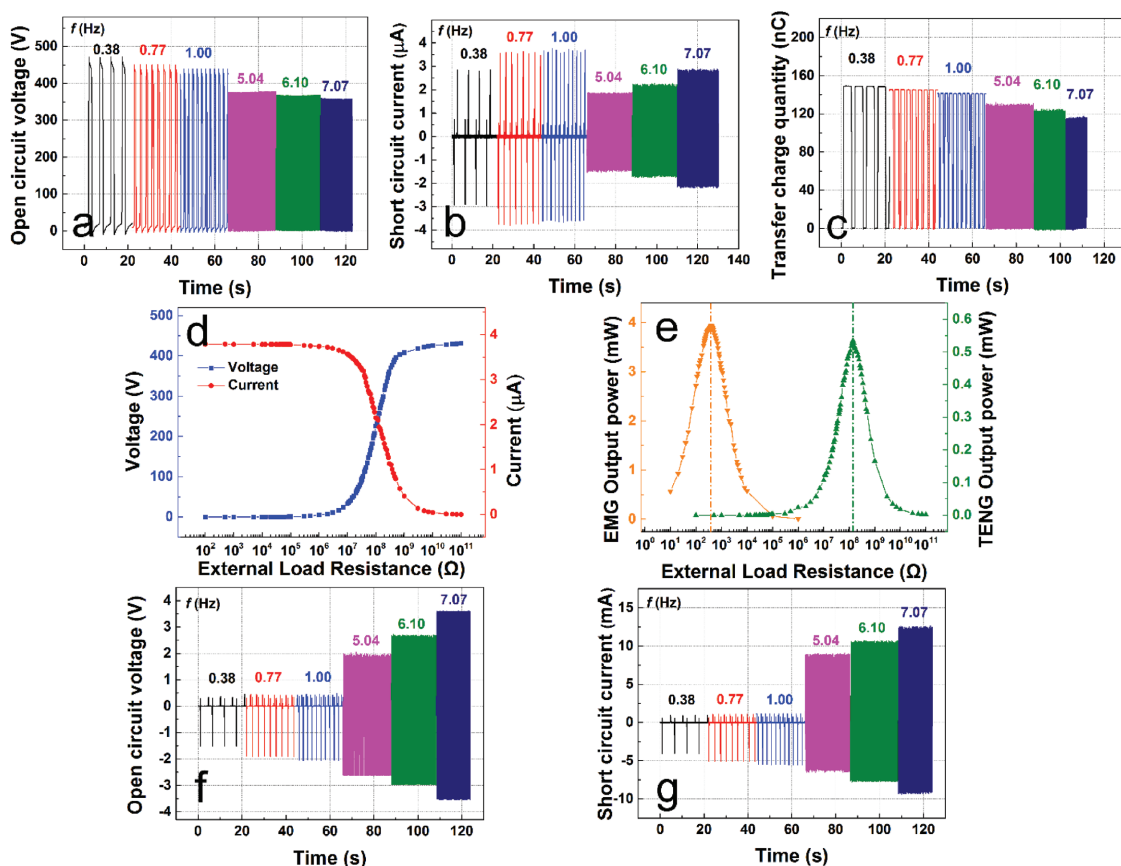 Open circuit voltage (V)
500
400
300
200
100
0
f (Hz)
0.38
0.77
1.00
5.04
6.10
7.07
a
0 20 40 60 80 100 120
Time (s)
Short circuit current (μA)
4
3
2
1
0
1
2
3
-4
f (Hz)
0.38
0.77
1.00
5.04
6.10
7.07
b
0 20 40 60 80 100 120 140
Time (s)
Transfer charge quantity (nC)
200
160
120
80
40
0
f (Hz)
0.38
0.77
1.00
5.04
6.10
7.07
c
0 20 40 60 80 100 120
Time (s)
d
Voltage (V)
500
400
300
200
100
0
Voltage
Current
4
3
2
1
0
Current (μA)
10² 10³ 10⁴ 10⁵ 10⁶ 10⁷ 10⁸ 10⁹ 10¹⁰ 10¹¹
External Load Resistance (Ω)
e
EMG Output power (mW)
4
3
2
1
0
0.6
0.5
0.4
0.3
0.2
0.1
0.0
TENG Output power (mW)
10⁰ 10¹ 10² 10³ 10⁴ 10⁵ 10⁶ 10⁷ 10⁸ 10⁹ 10¹⁰ 10¹¹
External Load Resistance (Ω)
Open circuit voltage (V)
4
3
2
1
0
-1
-2
-3
-4
f (Hz)
0.38
0.77
1.00
5.04
6.10
7.07
f
0 20 40 60 80 100 120
Time (s)
Short circuit current (mA)
15
10
5
0
-5
-10
f (Hz)
0.38
0.77
1.00
5.04
6.10
7.07
g
0 20 40 60 80 100 120
Time (s)